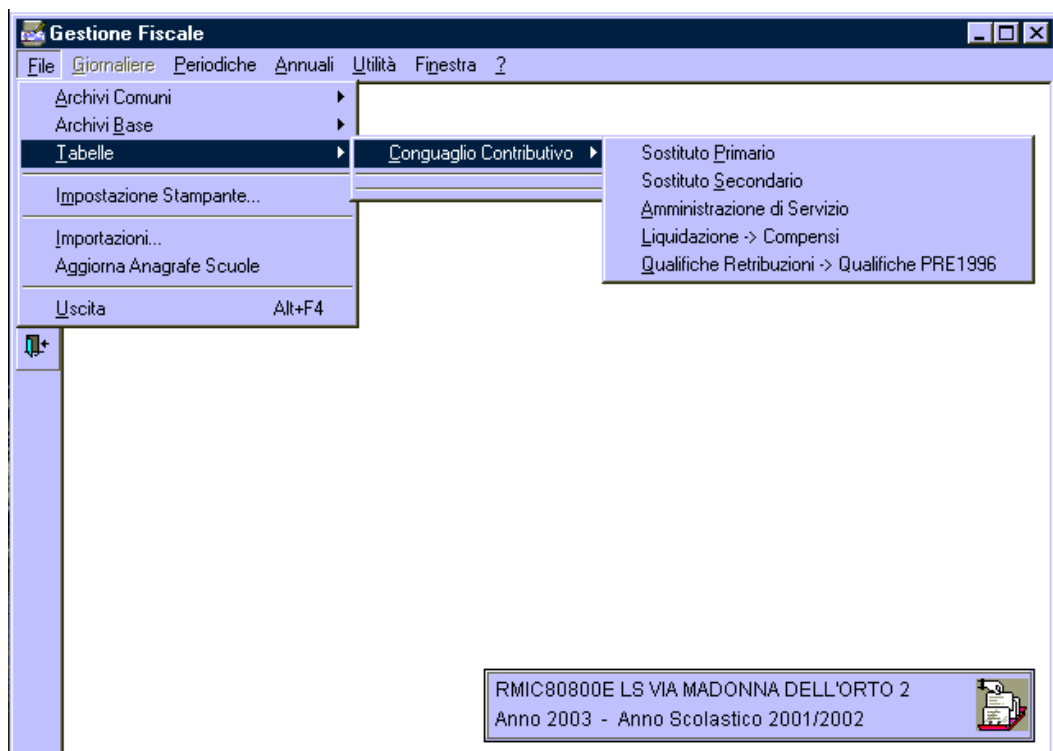 Gestione Fiscale
File Giornaliere Periodiche Annuali Utilità Finestra ?
Archivi Comuni
Archivi Base
Tabelle
Impostazione Stampante...
Importazioni...
Aggiorna Anagrafe Scuole
Uscita Alt+F4
Conguaglio Contributivo
Sostituto Primario
Sostituto Secondario
Amministrazione di Servizio
Liquidazione -> Compensi
Qualifiche Retribuzioni -> Qualifiche PRE1996
RMIC80800E LS VIA MADONNA DELL'ORTO 2
Anno 2003 - Anno Scolastico 2001/2002